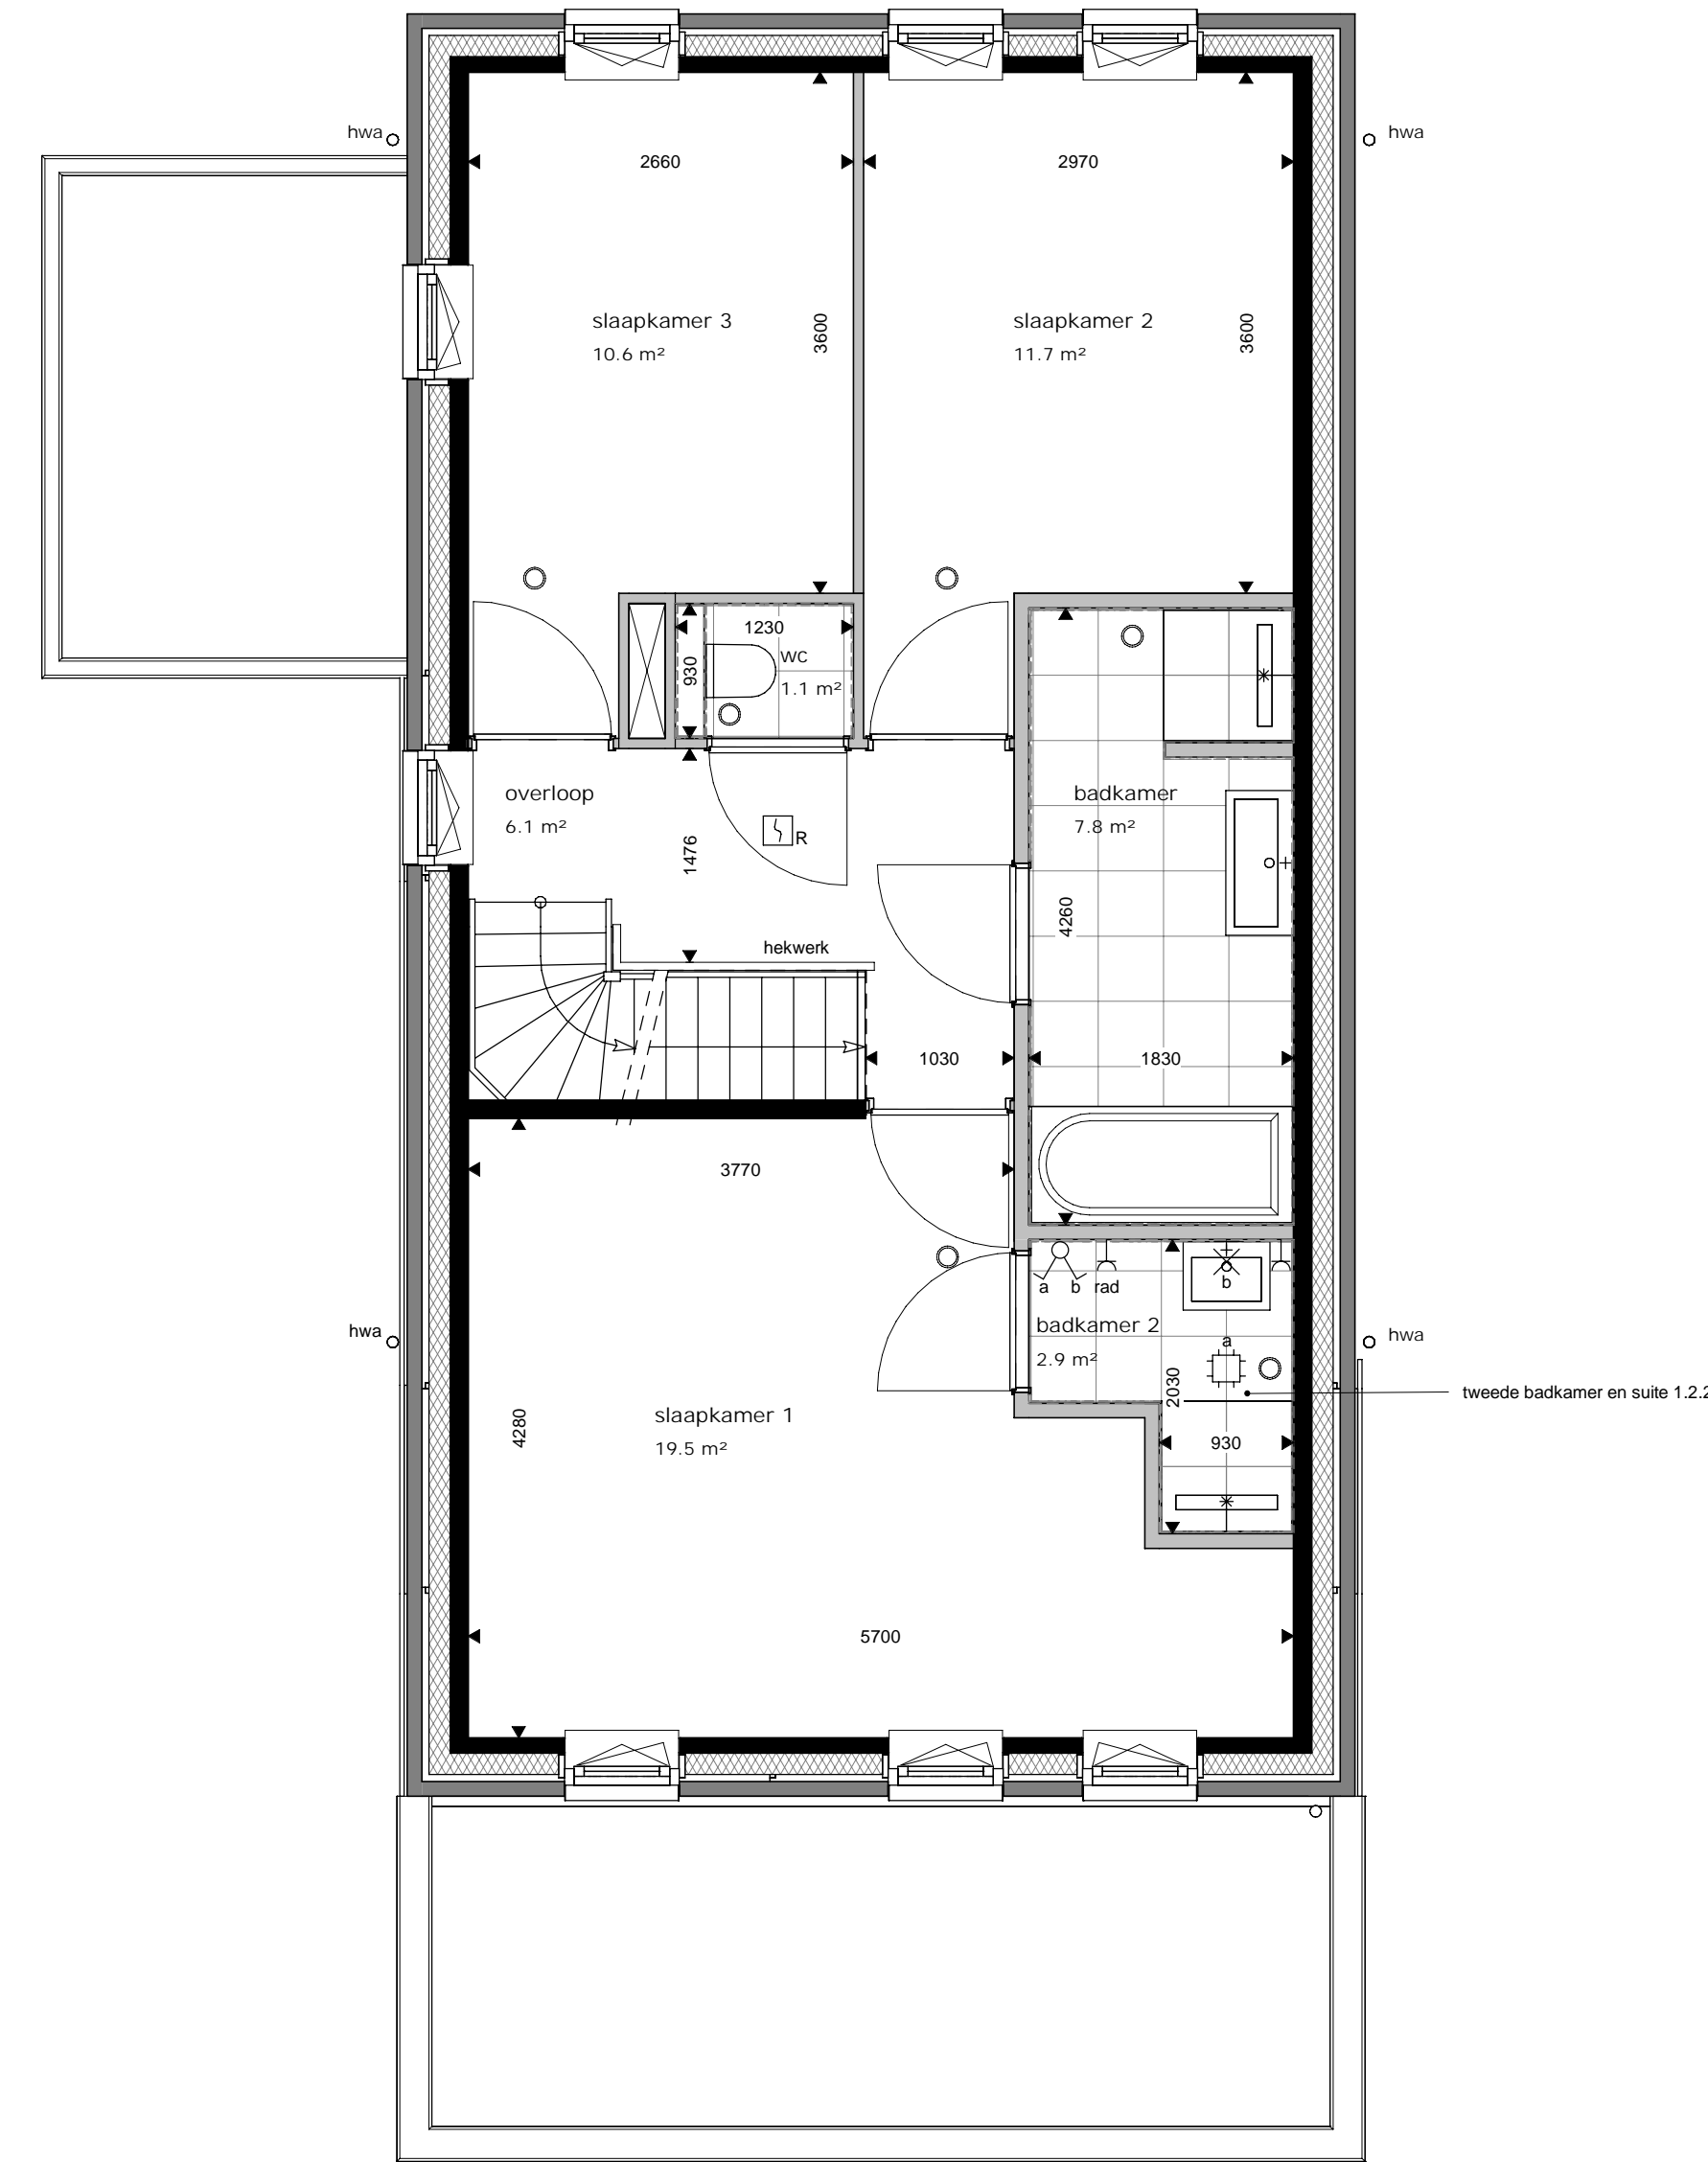 hwa
hwa
2660
2970
slaapkamer 3
10.6 m²
3600
slaapkamer 2
11.7 m²
3600
1230
930
WC
1.1 m²
overloop
6.1 m²
1476
R
badkamer
7.8 m²
4260
hekwerk
1030
1830
3770
a b rad
b
badkamer 2
2.9 m²
a
hwa
hwa
2030
tweede badkamer en suite 1.2.2
slaapkamer 1
19.5 m²
4280
930
5700